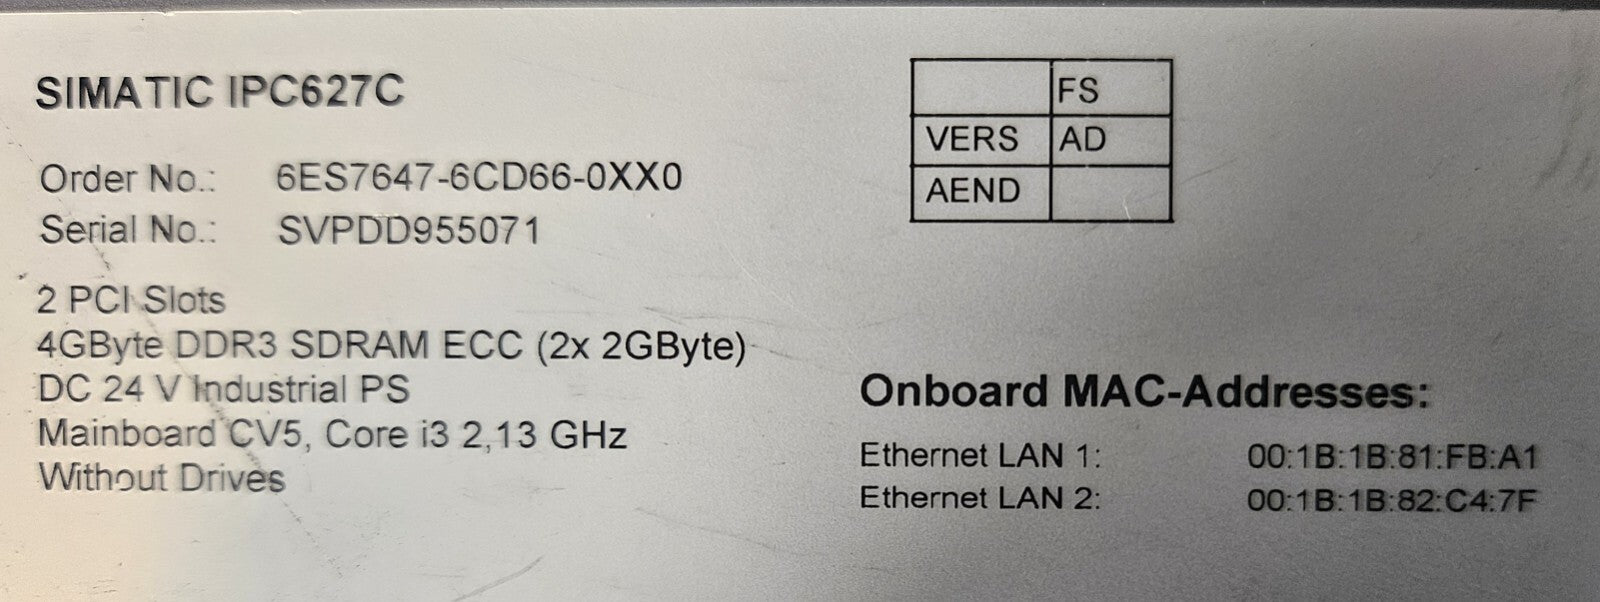 SIMATIC IPC627C
Order No.: 6ES7647-6CD66-0XX0
Serial No.: SVPDD955071
2 PCI Slots
4GByte DDR3 SDRAM ECC (2x 2GByte)
DC 24 V Industrial PS
Mainboard CV5, Core i3 2,13 GHz
Without Drives
FS
VERS AD
AEND
Onboard MAC-Addresses:
Ethernet LAN 1: 00:1B:1B:81:FB:A1
Ethernet LAN 2: 00:1B:1B:82:C4:7F